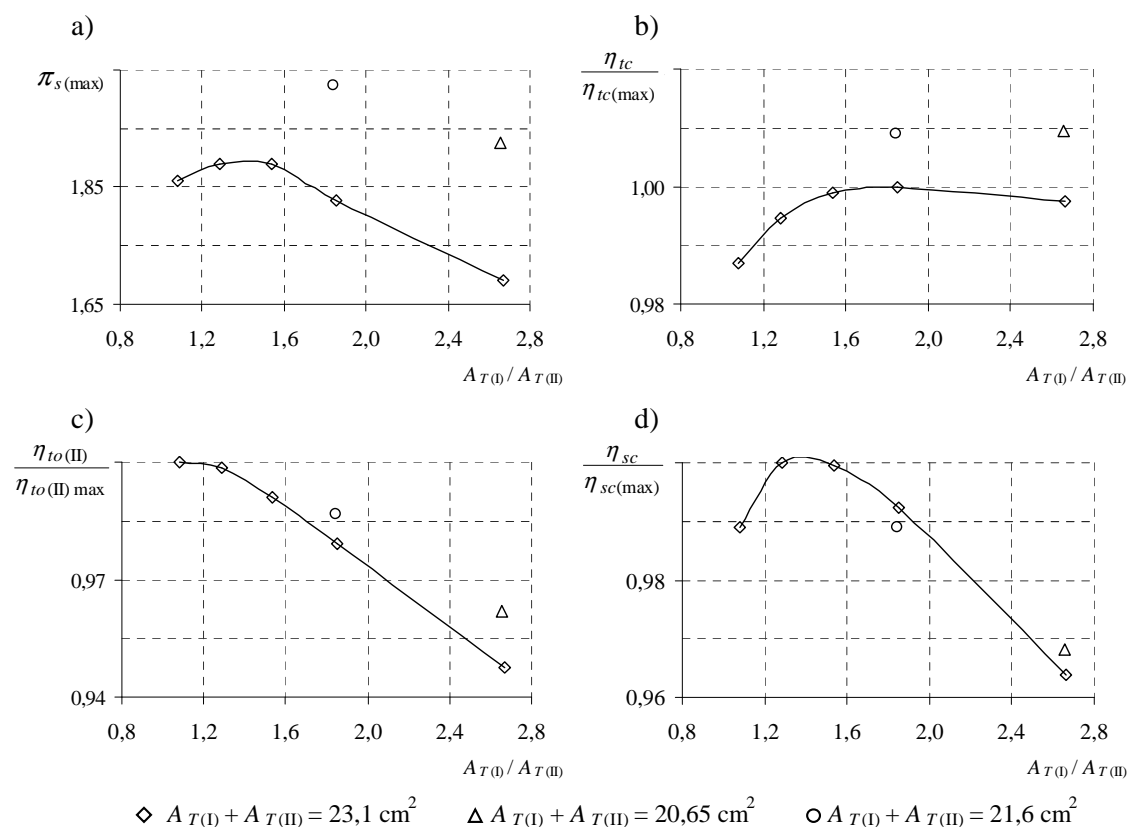 a)
π s(max)
1,85
1,65
0,8 1,2 1,6 2,0 2,4 2,8
A T(I) / A T(II)
b)
η tc
η tc(max)
1,00
0,98
0,8 1,2 1,6 2,0 2,4 2,8
A T(I) / A T(II)
c)
η to(II)
η to(II) max
0,97
0,94
0,8 1,2 1,6 2,0 2,4 2,8
A T(I) / A T(II)
d)
η sc
η sc(max)
0,98
0,96
0,8 1,2 1,6 2,0 2,4 2,8
A T(I) / A T(II)
◇ A T(I) + A T(II) = 23,1 cm² △ A T(I) + A T(II) = 20,65 cm² ○ A T(I) + A T(II) = 21,6 cm²